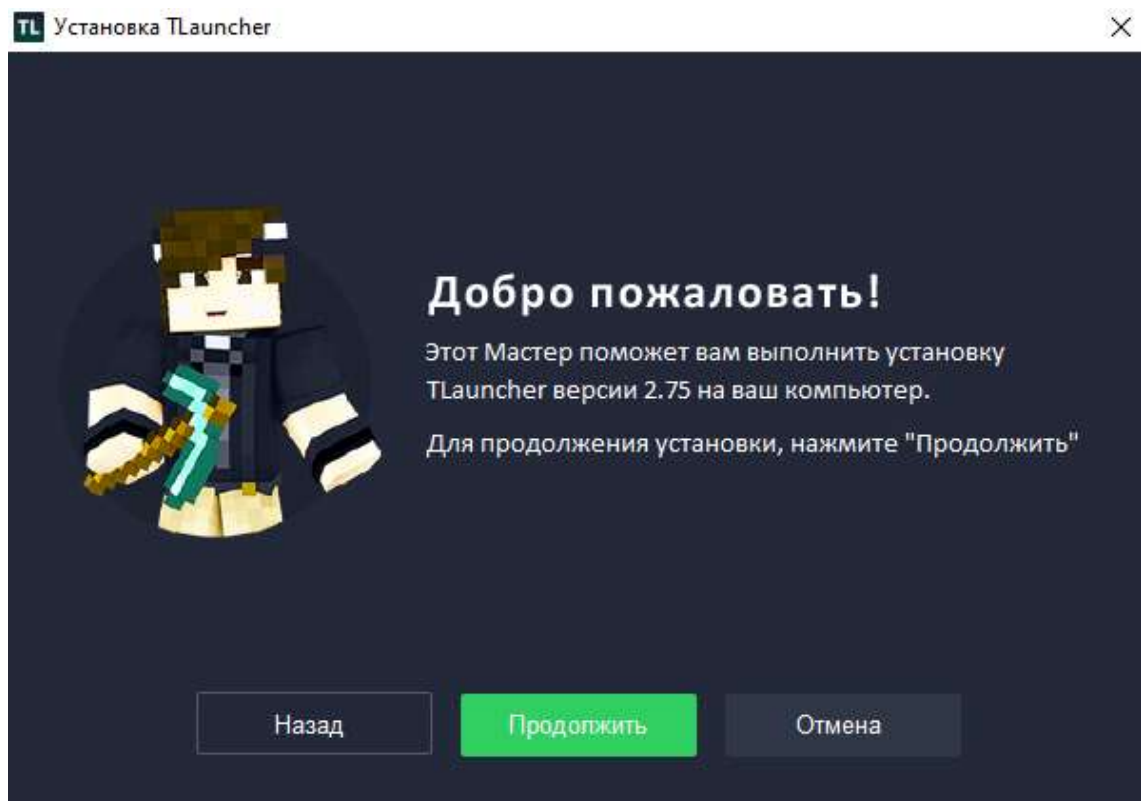 TL Установка TLauncher
Добро пожаловать!
Этот Мастер поможет вам выполнить установку
TLauncher версии 2.75 на ваш компьютер.
Для продолжения установки, нажмите "Продолжить"
Назад Продолжить Отмена